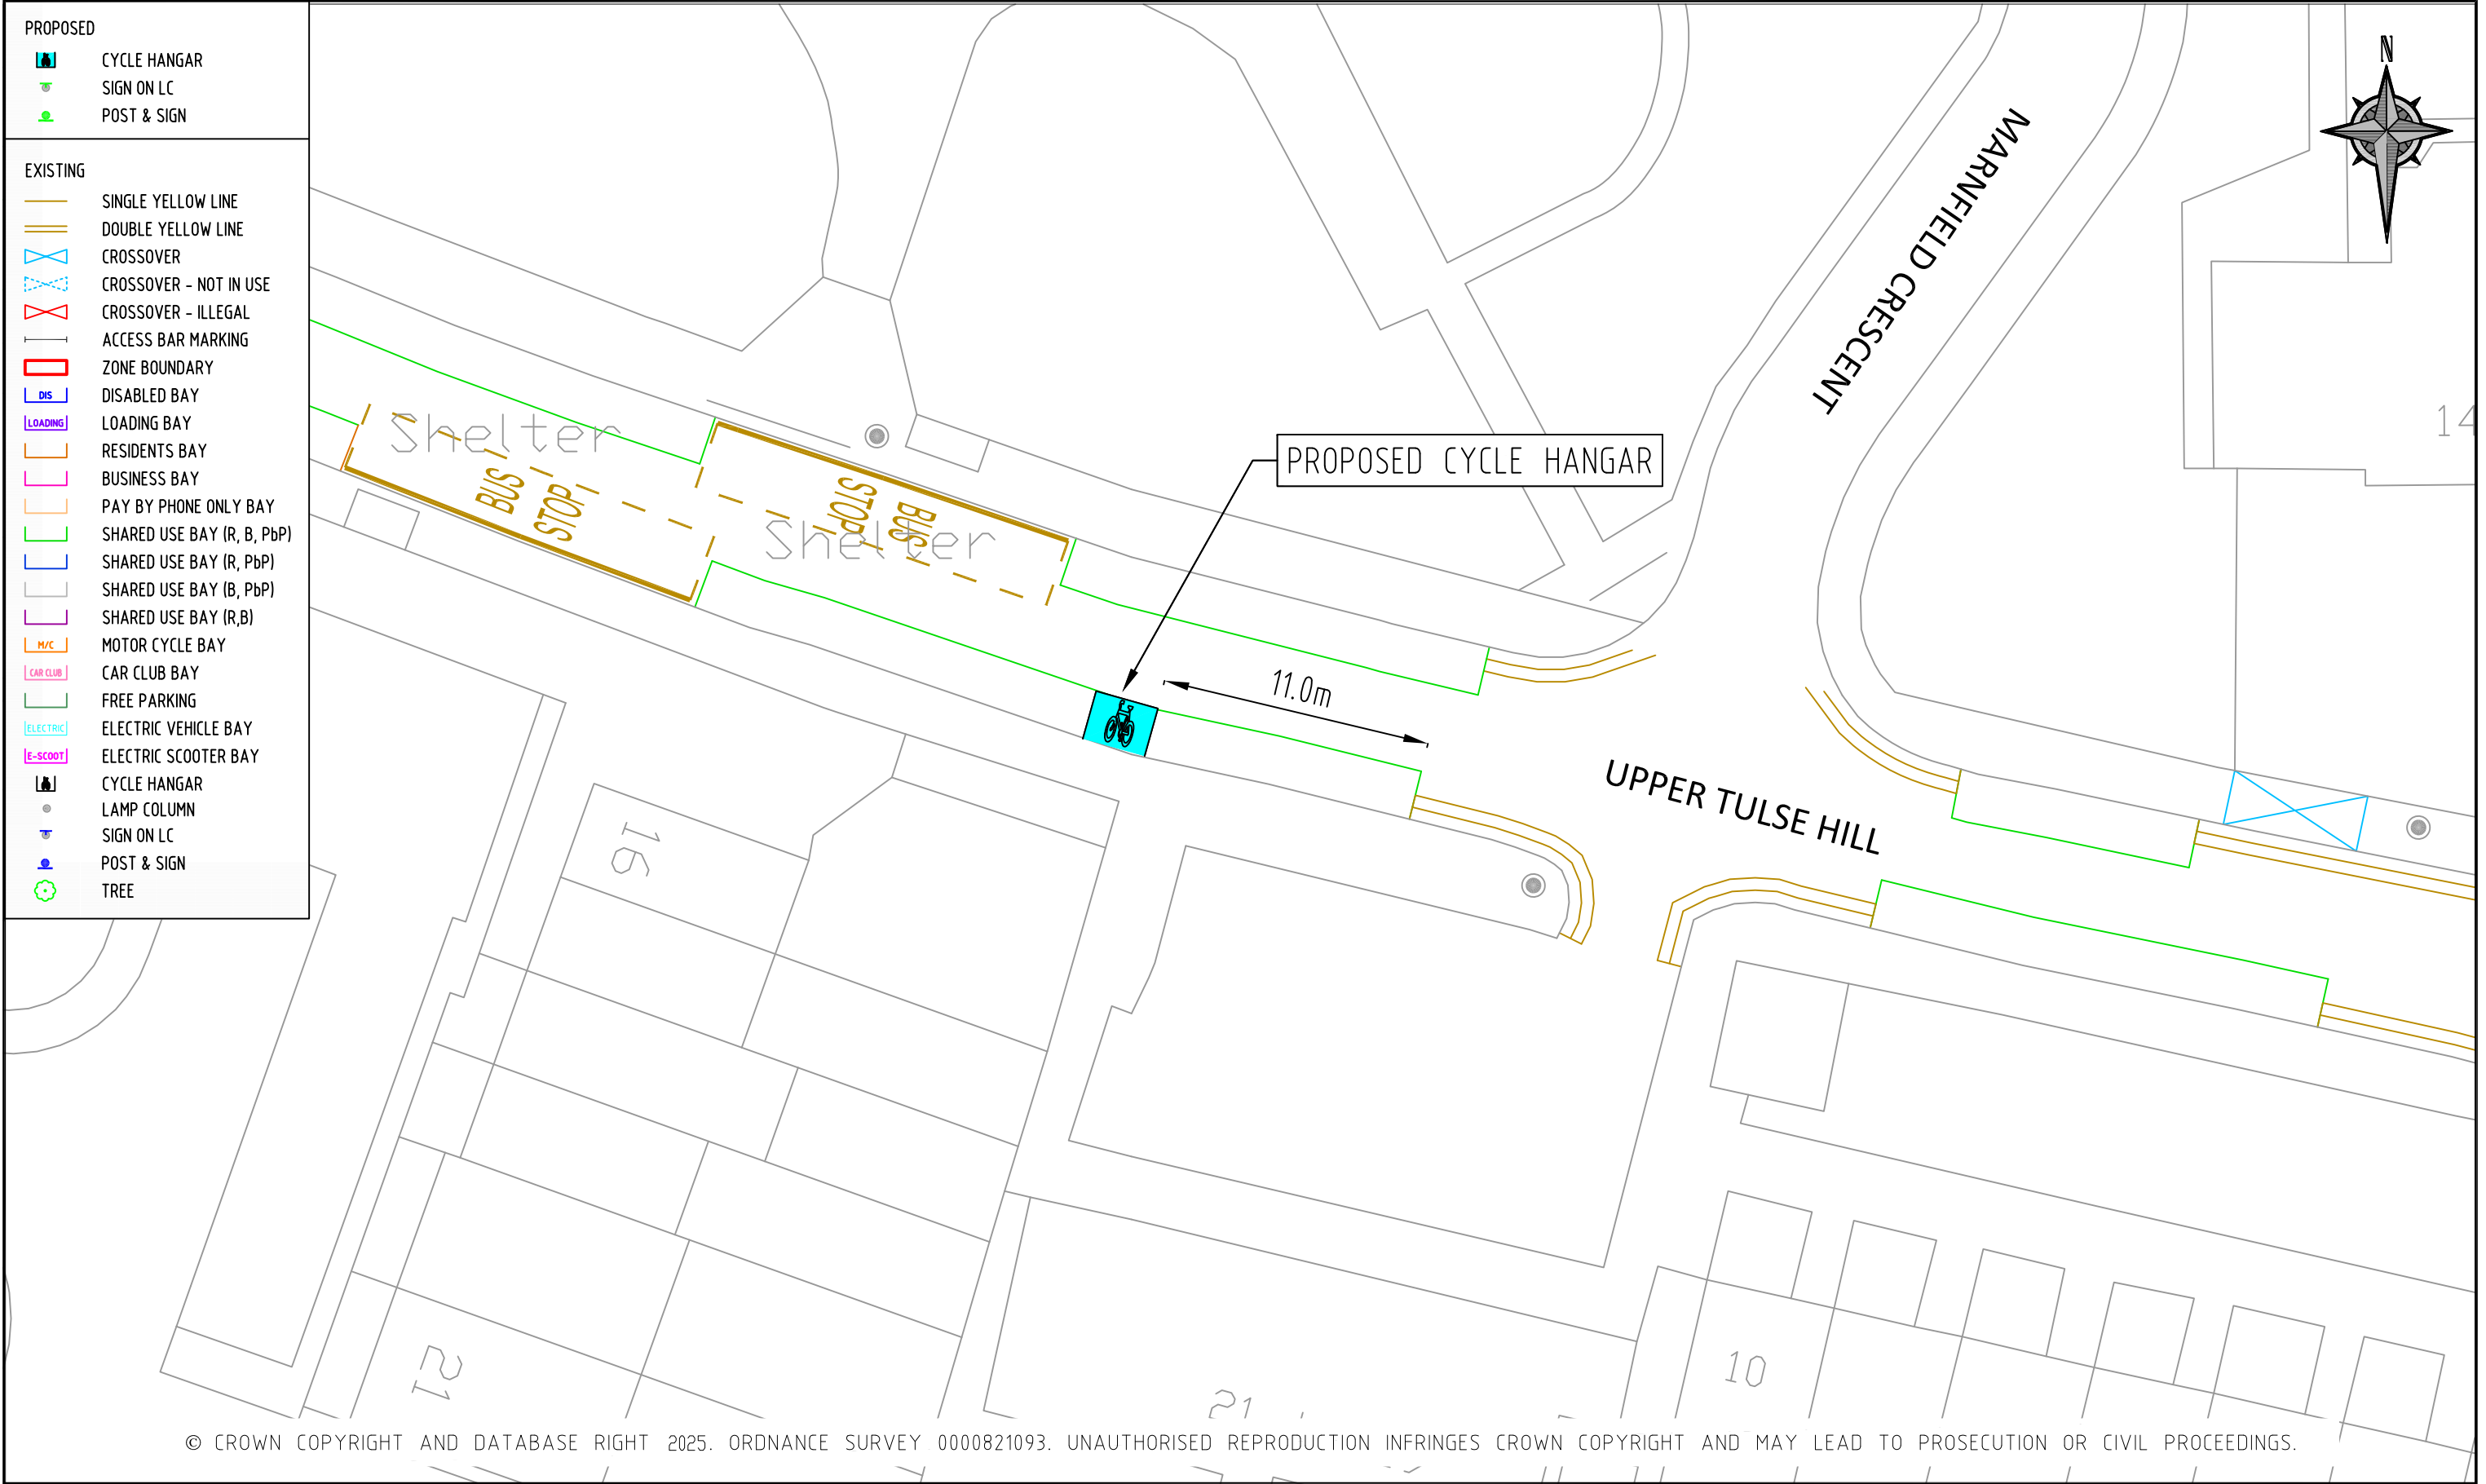 PROPOSED
CYCLE HANGAR
SIGN ON LC
POST & SIGN
EXISTING
SINGLE YELLOW LINE
DOUBLE YELLOW LINE
CROSSOVER
CROSSOVER - NOT IN USE
CROSSOVER - ILLEGAL
ACCESS BAR MARKING
ZONE BOUNDARY
DIS DISABLED BAY
LOADING LOADING BAY
RESIDENTS BAY
BUSINESS BAY
PAY BY PHONE ONLY BAY
SHARED USE BAY (R, B, PbP)
SHARED USE BAY (R, PbP)
SHARED USE BAY (B, PbP)
SHARED USE BAY (R,B)
M/C MOTOR CYCLE BAY
CAR CLUB CAR CLUB BAY
FREE PARKING
ELECTRIC ELECTRIC VEHICLE BAY
E-SCOOT ELECTRIC SCOOTER BAY
CYCLE HANGAR
LAMP COLUMN
SIGN ON LC
POST & SIGN
TREE
N
MARNFIELD CRESCENT
14
Shelter
BUS
STOP
BUS
STOP
Shelter
PROPOSED CYCLE HANGAR
11.0m
UPPER TULSE HILL
16
12
21
10
© CROWN COPYRIGHT AND DATABASE RIGHT 2025. ORDNANCE SURVEY 0000821093. UNAUTHORISED REPRODUCTION INFRINGES CROWN COPYRIGHT AND MAY LEAD TO PROSECUTION OR CIVIL PROCEEDINGS.